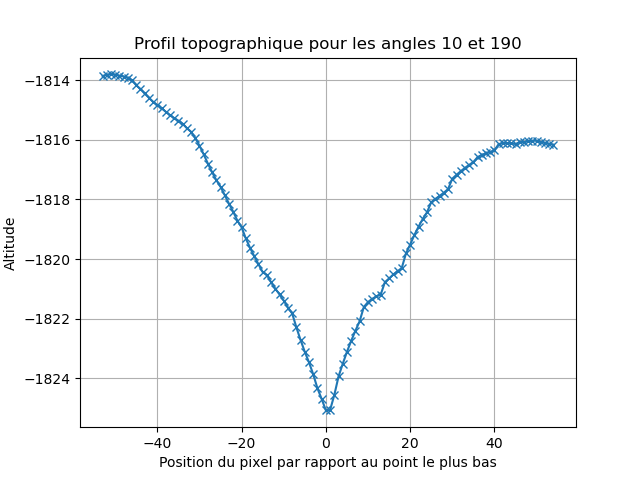 Profil topographique pour les angles 10 et 190
Altitude
−1814
−1816
−1818
−1820
−1822
−1824
−40 −20 0 20 40
Position du pixel par rapport au point le plus bas